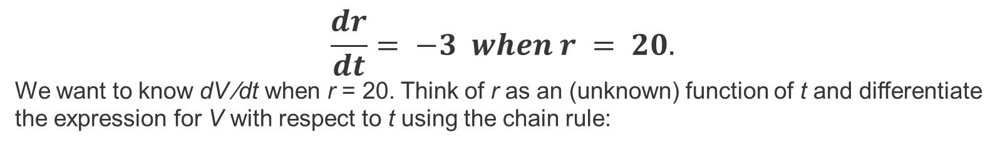 dr/dt = −3 when r = 20.
We want to know dV/dt when r = 20. Think of r as an (unknown) function of t and differentiate
the expression for V with respect to t using the chain rule: